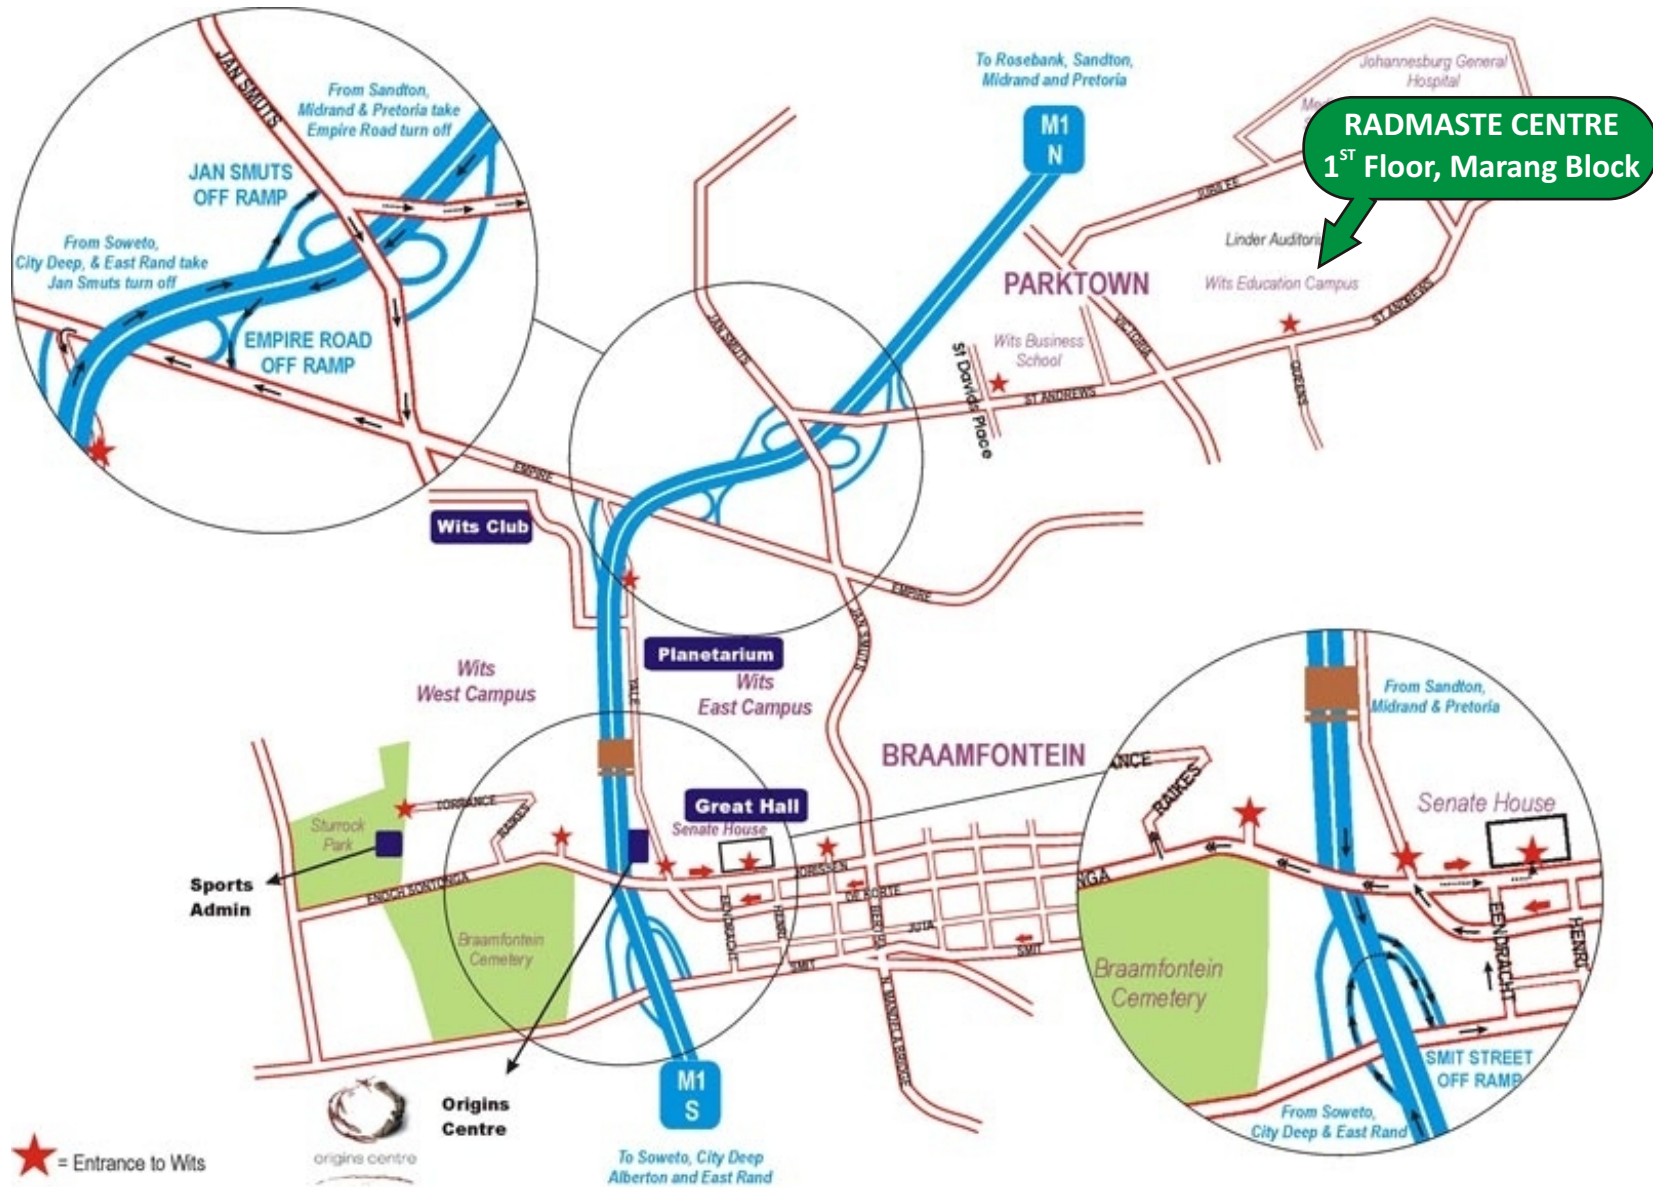 JAN SMUTS
From Sandton,
Midrand & Pretoria take
Empire Road turn off
JAN SMUTS
OFF RAMP
From Soweto,
City Deep, & East Rand take
Jan Smuts turn off
EMPIRE ROAD
OFF RAMP
To Rosebank, Sandton,
Midrand and Pretoria
M1
N
Johannesburg General
Hospital
RADMASTE CENTRE
1ST Floor, Marang Block
JUBILEE
Linder
Wits Education Campus
PARKTOWN
ST ANDREWS
VICTORIA
Wits Business
School
St Davids Place
ST ANDREWS
QUEENS
JAN SMUTS
EMPIRE
Wits Club
EMPIRE
JAN SMUTS
Planetarium
Wits
West Campus
YALE
Wits
East Campus
BRAAMFONTEIN
Great Hall
Senate House
TORRANCE
RAIKES
Sturrock
Park
Sports
Admin
ENOCH SONTONGA
JORISSEN
DE KORTE
EENDRACHT
HENRI
JUTA
SMIT
SMIT
Braamfontein
Cemetery
N. MANDELA BRIDGE
M1
S
To Soweto, City Deep
Alberton and East Rand
Origins
Centre
origins centre
= Entrance to Wits
From Sandton,
Midrand & Pretoria
ANCE
RAIKES
Senate House
NGA
EENDRACHT
HENRI
Braamfontein
Cemetery
SMIT STREET
OFF RAMP
From Soweto,
City Deep & East Rand